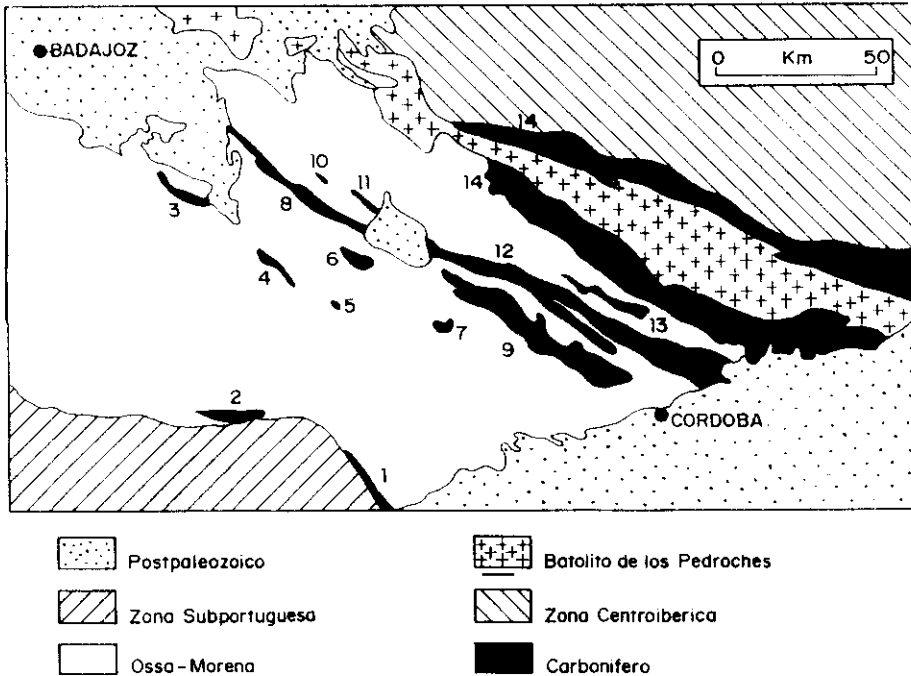 BADAJOZ
0 Km 50
14
10
14
11
3
8
12
6
4
5
13
7
9
2
CORDOBA
1
Postpaleozoico
Batolito de los Pedroches
Zona Subportuguesa
Zona Centroiberica
Ossa-Morena
Carbonifero